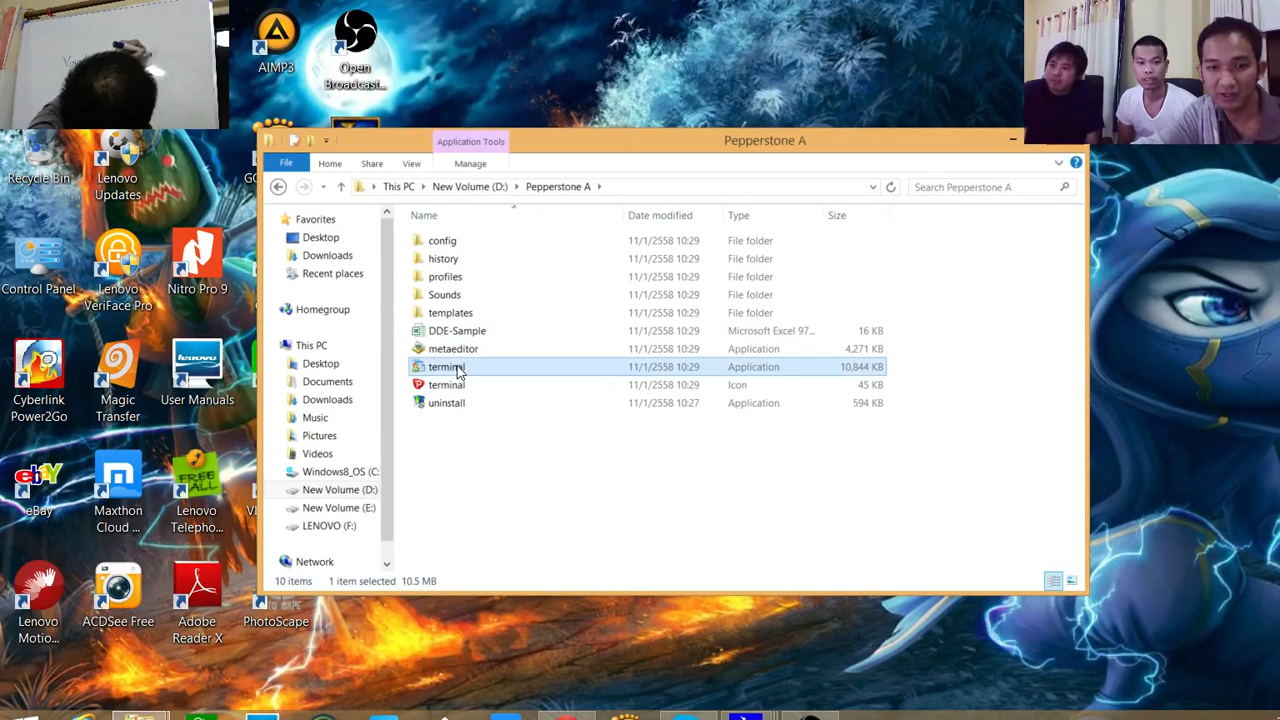 AIMP3
Open
Broadcast...
Recycle Bin
Lenovo
Updates
Control Panel
Lenovo
VeriFace Pro
Nitro Pro 9
Cyberlink
Power2Go
Magic
Transfer
lenovo
User Manuals
ebay
eBay
Maxthon
Cloud ...
FREE
CALL
Lenovo
Telepho...
Lenovo
Motio...
ACDSee Free
Adobe
Reader X
PhotoScape
Application Tools
Pepperstone A
File
Home
Share
View
Manage
This PC
New Volume (D:)
Pepperstone A
Search Pepperstone A
Favorites
Desktop
Downloads
Recent places
Homegroup
This PC
Desktop
Documents
Downloads
Music
Pictures
Videos
Windows8_OS (C:
New Volume (D:)
New Volume (E:)
LENOVO (F:)
Network
Name Date modified Type Size
config 11/1/2558 10:29 File folder
history 11/1/2558 10:29 File folder
profiles 11/1/2558 10:29 File folder
Sounds 11/1/2558 10:29 File folder
templates 11/1/2558 10:29 File folder
DDE-Sample 11/1/2558 10:29 Microsoft Excel 97... 16 KB
metaeditor 11/1/2558 10:29 Application 4,271 KB
terminal 11/1/2558 10:29 Application 10,844 KB
terminal 11/1/2558 10:29 Icon 45 KB
uninstall 11/1/2558 10:27 Application 594 KB
10 items 1 item selected 10.5 MB